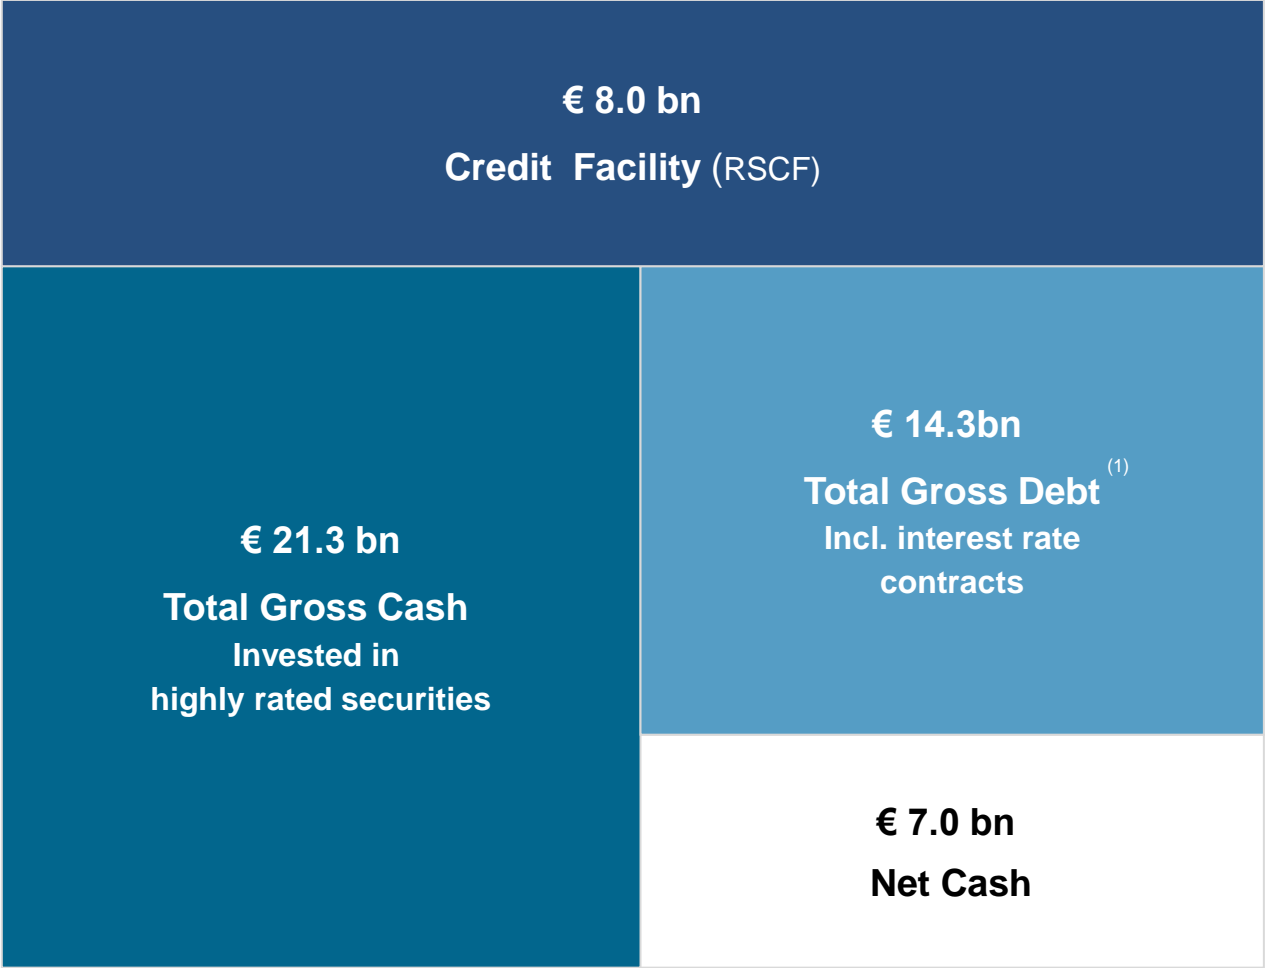 € 8.0 bn
Credit Facility (RSCF)
€ 21.3 bn
Total Gross Cash
Invested in
highly rated securities
€ 14.3bn
Total Gross Debt (1)
Incl. interest rate
contracts
€ 7.0 bn
Net Cash